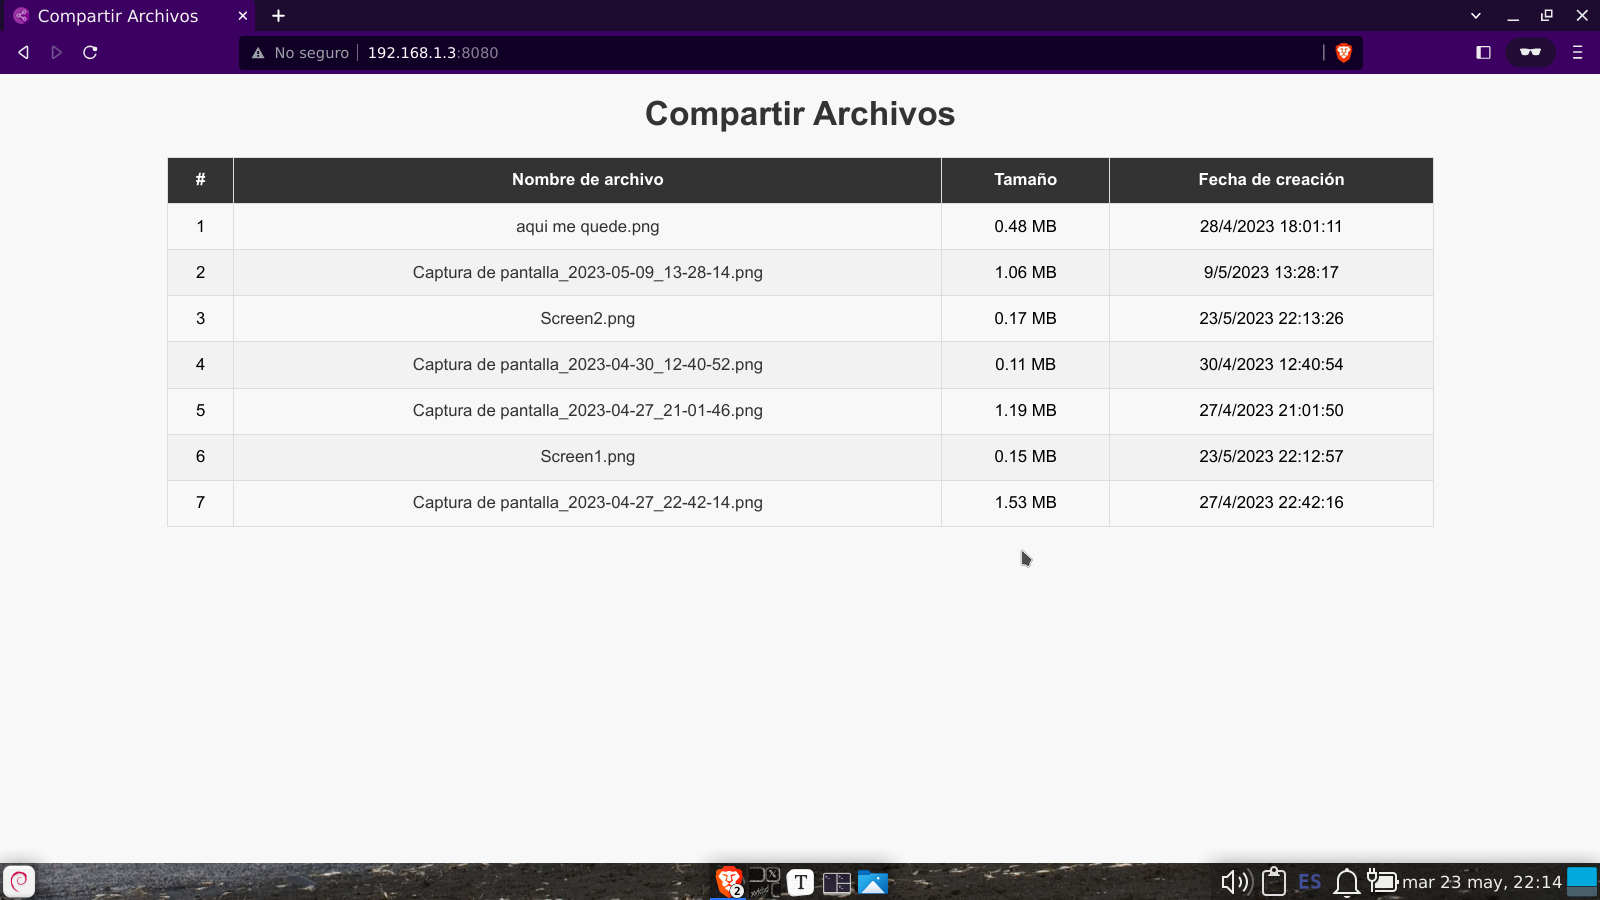 Compartir Archivos
No seguro 192.168.1.3:8080
Compartir Archivos
# Nombre de archivo Tamaño Fecha de creación
1 aqui me quede.png 0.48 MB 28/4/2023 18:01:11
2 Captura de pantalla_2023-05-09_13-28-14.png 1.06 MB 9/5/2023 13:28:17
3 Screen2.png 0.17 MB 23/5/2023 22:13:26
4 Captura de pantalla_2023-04-30_12-40-52.png 0.11 MB 30/4/2023 12:40:54
5 Captura de pantalla_2023-04-27_21-01-46.png 1.19 MB 27/4/2023 21:01:50
6 Screen1.png 0.15 MB 23/5/2023 22:12:57
7 Captura de pantalla_2023-04-27_22-42-14.png 1.53 MB 27/4/2023 22:42:16
2 T ES mar 23 may, 22:14